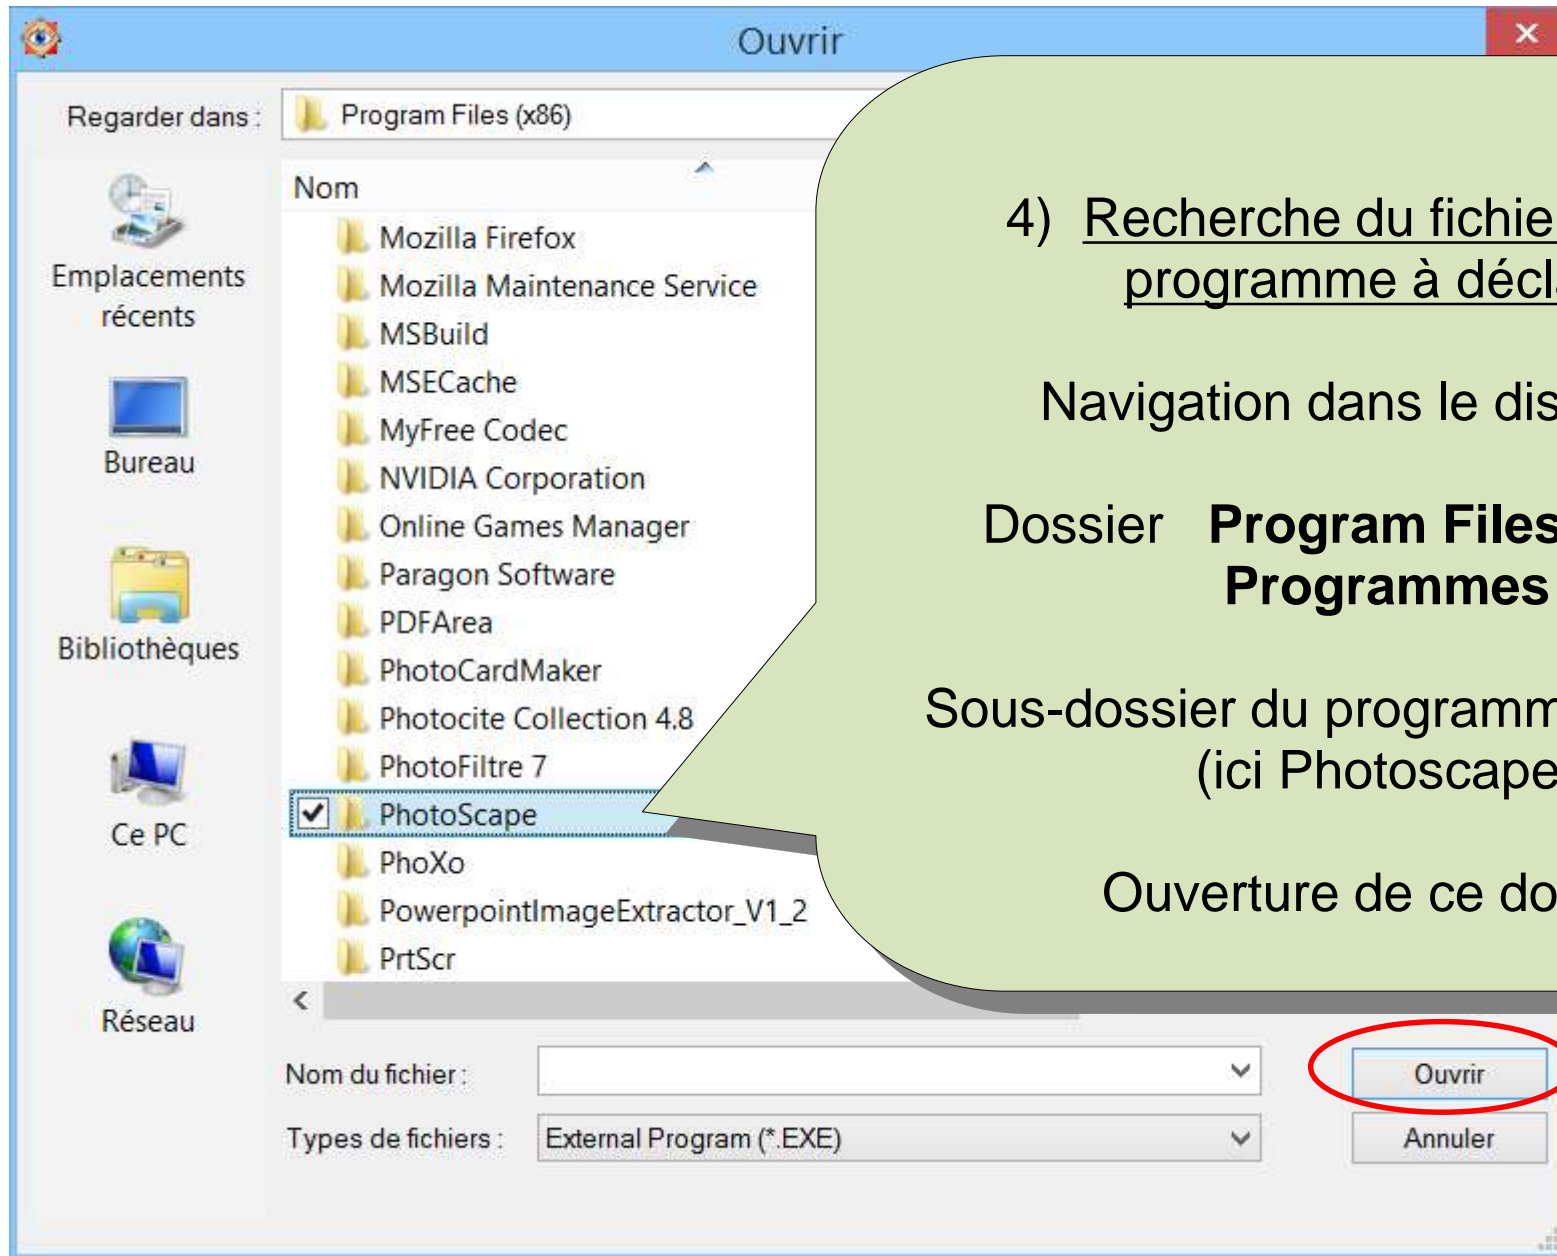 Ouvrir
Regarder dans :
Program Files (x86)
Nom
Mozilla Firefox
Mozilla Maintenance Service
MSBuild
MSECache
MyFree Codec
NVIDIA Corporation
Online Games Manager
Paragon Software
PDFArea
PhotoCardMaker
Photocite Collection 4.8
PhotoFiltre 7
PhotoScape
PhoXo
PowerpointImageExtractor_V1_2
PrtScr
Emplacements
récents
Bureau
Bibliothèques
Ce PC
Réseau
4) Recherche du fichie
programme à décl
Navigation dans le dis
Dossier Program Files
Programmes
Sous-dossier du program
(ici Photoscape
Ouverture de ce do
Nom du fichier :
Ouvrir
Types de fichiers :
External Program (*.EXE)
Annuler